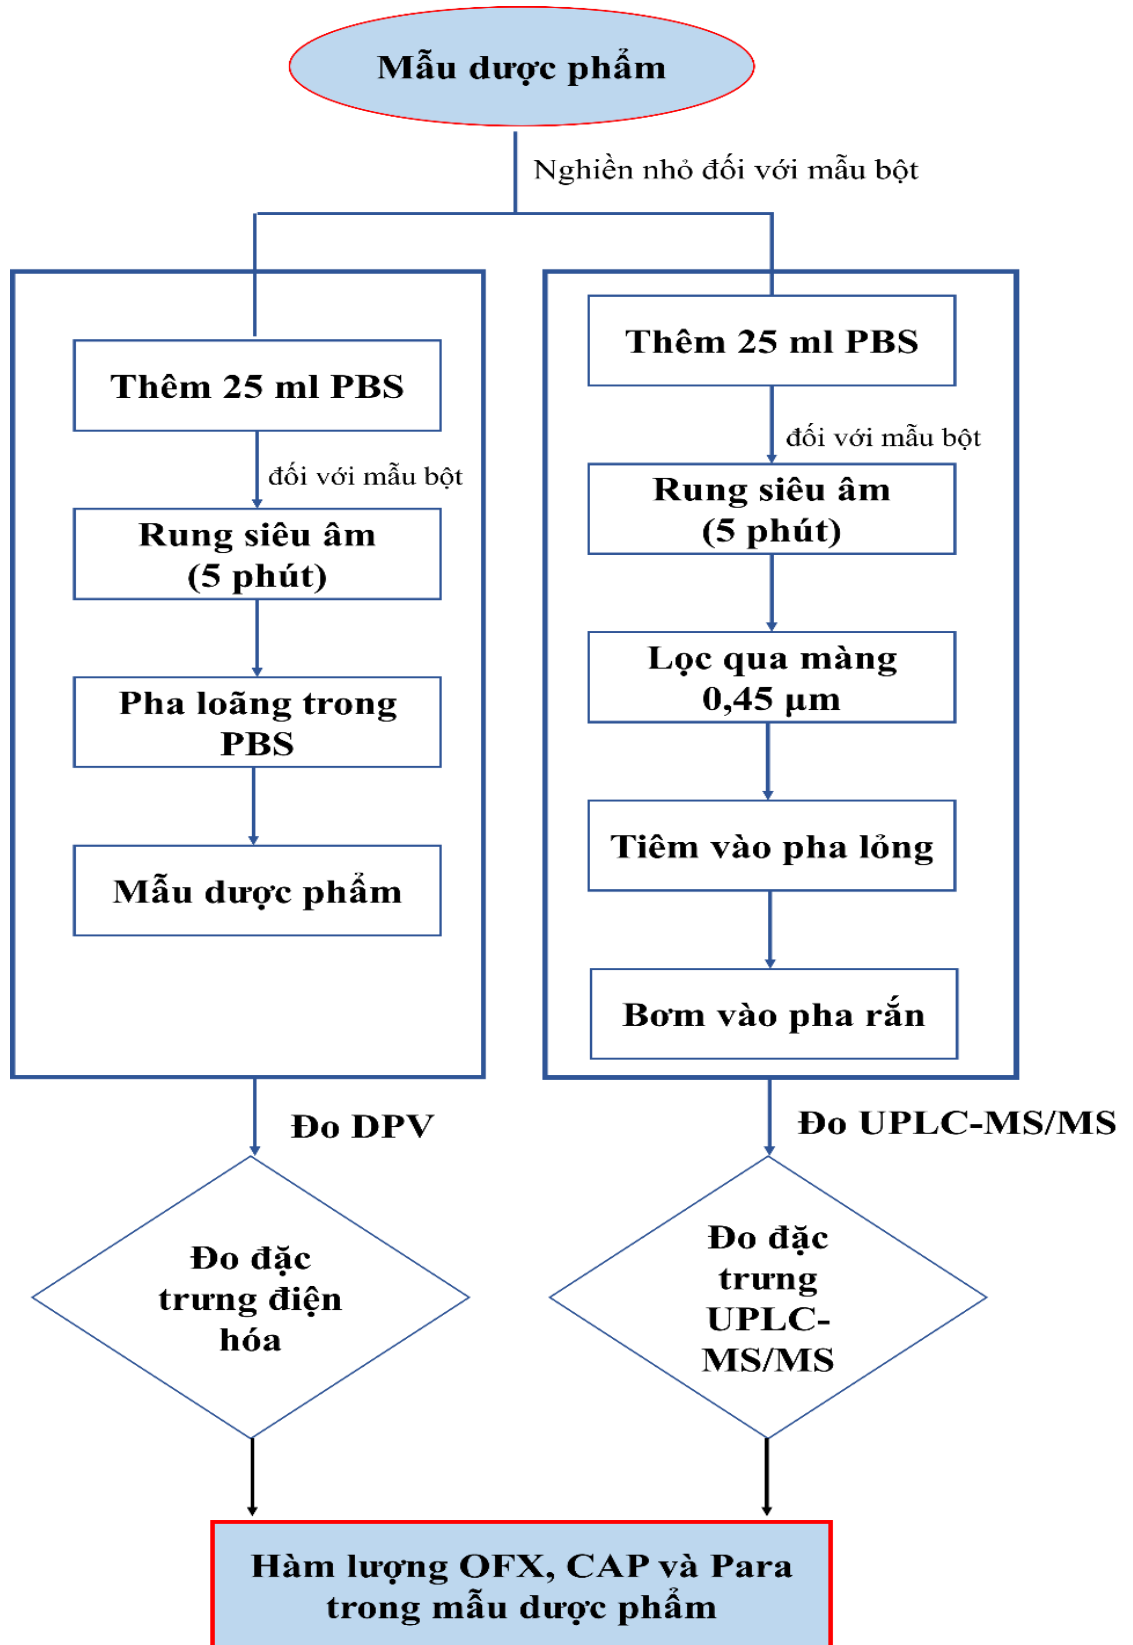 Mẫu dược phẩm
Nghiền nhỏ đối với mẫu bột
Thêm 25 ml PBS
đối với mẫu bột
Rung siêu âm
(5 phút)
Pha loãng trong
PBS
Mẫu dược phẩm
Đo DPV
Đo đặc
trưng điện
hóa
Thêm 25 ml PBS
đối với mẫu bột
Rung siêu âm
(5 phút)
Lọc qua màng
0,45 µm
Tiêm vào pha lỏng
Bơm vào pha rắn
Đo UPLC-MS/MS
Đo đặc
trưng
UPLC-
MS/MS
Hàm lượng OFX, CAP và Para
trong mẫu dược phẩm